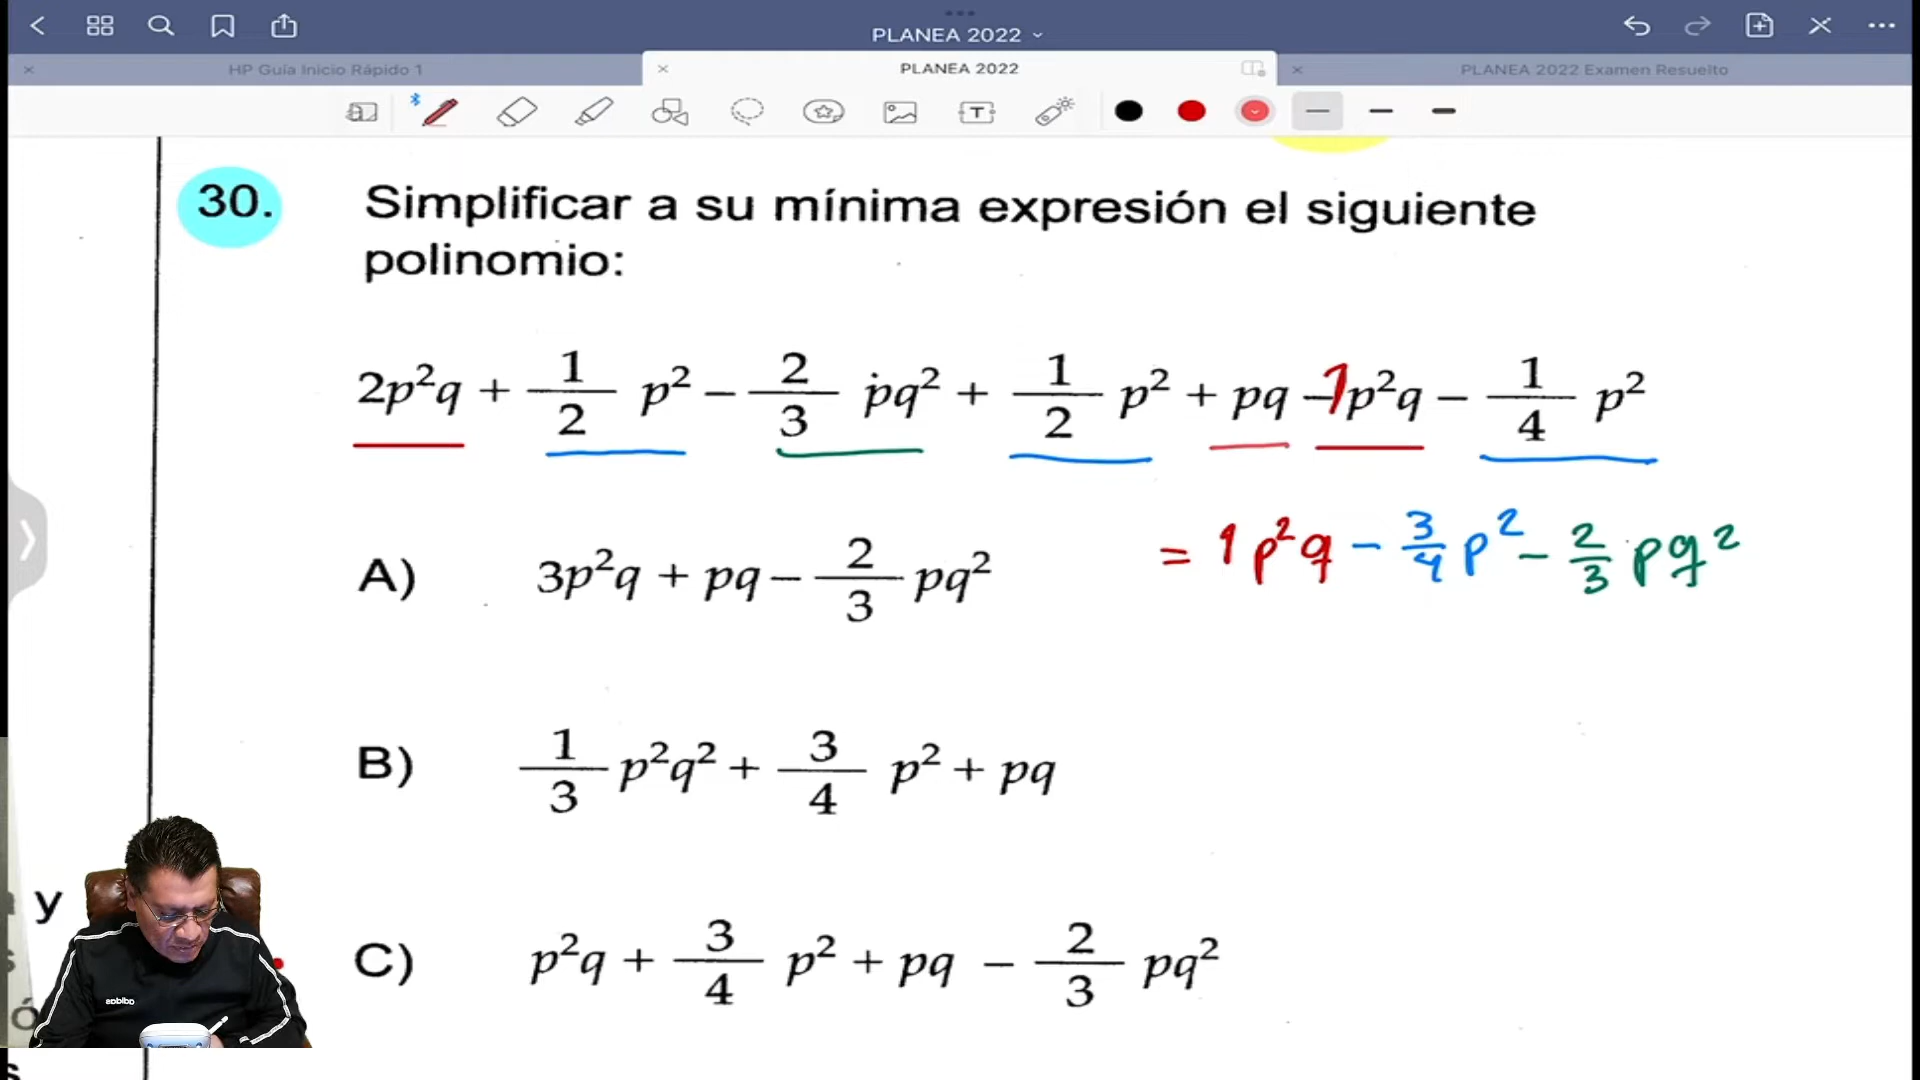 PLANEA 2022
HP Guía Inicio Rápido 1
PLANEA 2022
PLANEA 2022 Examen Resuelto
30. Simplificar a su mínima expresión el siguiente
polinomio:
2p²q + 1/2 p² − 2/3 pq² + 1/2 p² + pq − 1p²q − 1/4 p²
= 1p²q − 3/4 p² − 2/3 pq²
A) 3p²q + pq − 2/3 pq²
B) 1/3 p²q² + 3/4 p² + pq
C) p²q + 3/4 p² + pq − 2/3 pq²
y
adidas